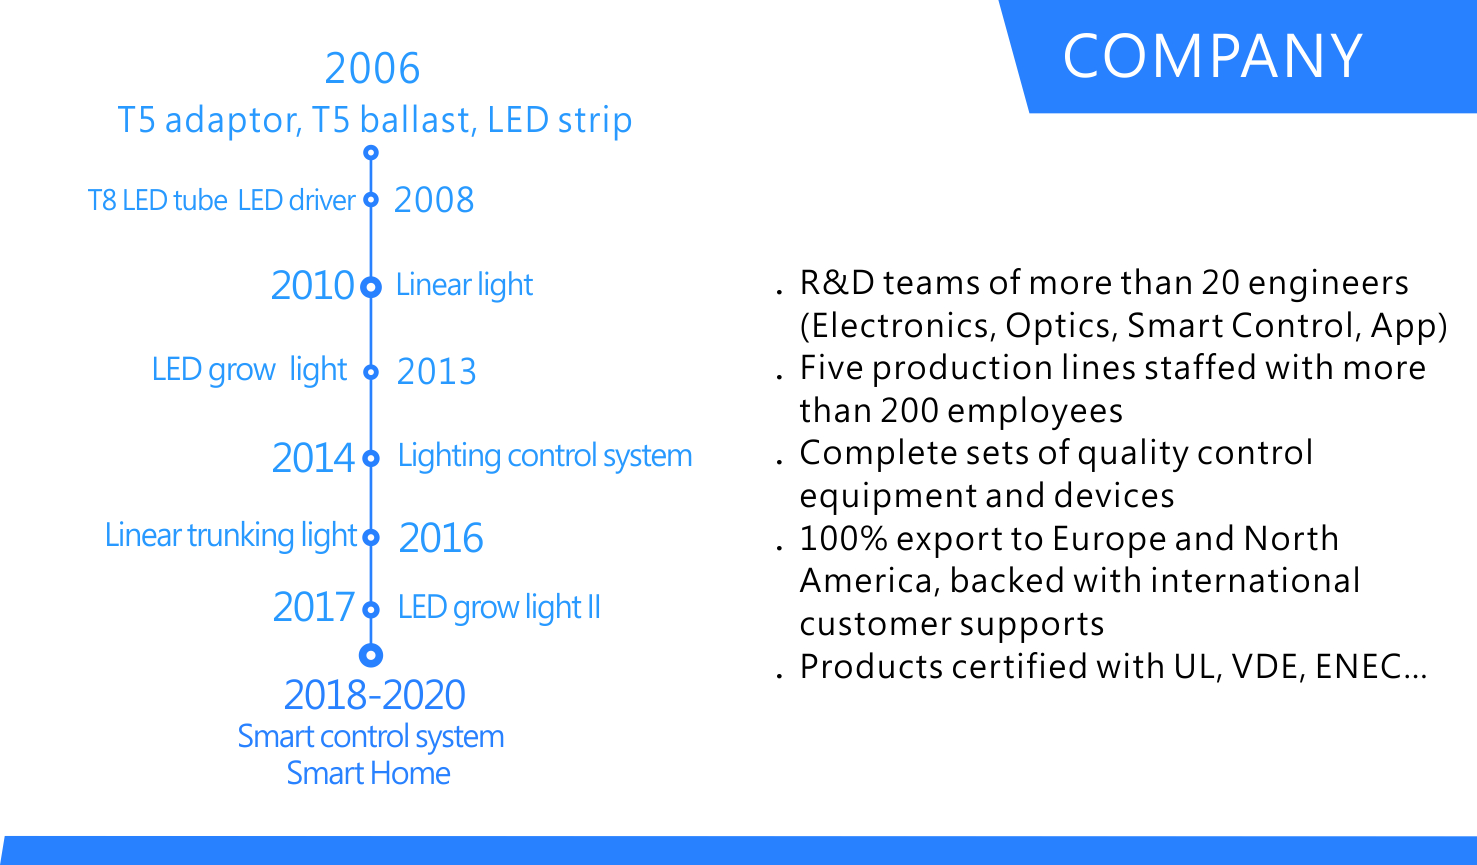 COMPANY
2006
T5 adaptor, T5 ballast, LED strip
T8 LED tube LED driver 2008
2010 Linear light
LED grow light 2013
2014 Lighting control system
Linear trunking light 2016
2017 LED grow light II
2018-2020
Smart control system
Smart Home
. R&D teams of more than 20 engineers
(Electronics, Optics, Smart Control, App)
. Five production lines staffed with more
than 200 employees
. Complete sets of quality control
equipment and devices
. 100% export to Europe and North
America, backed with international
customer supports
. Products certified with UL, VDE, ENEC...